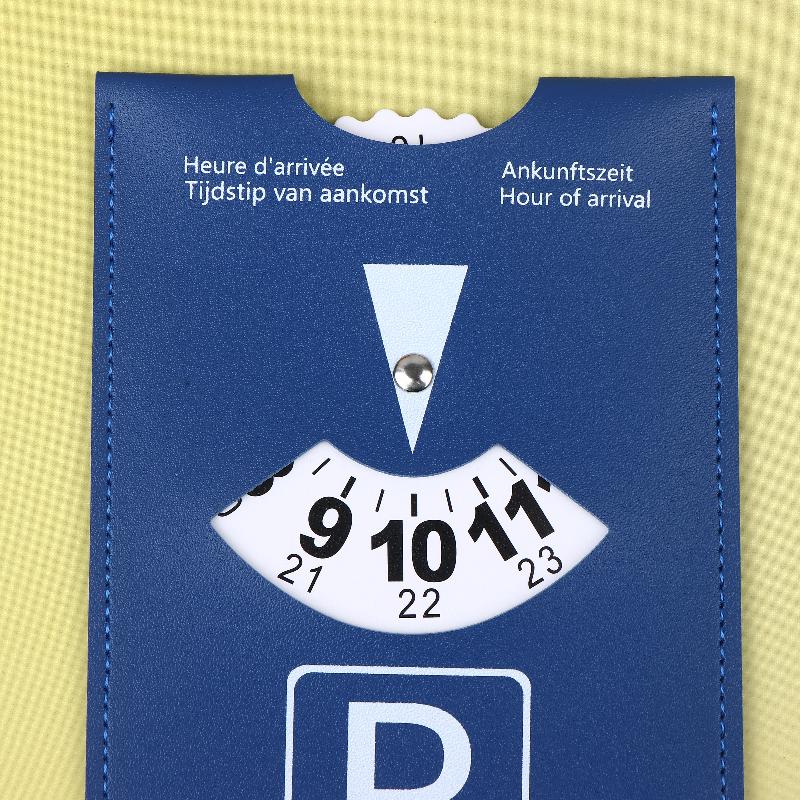 Heure d'arrivée
Tijdstip van aankomst
Ankunftszeit
Hour of arrival
9 10 11
21 22 23
P